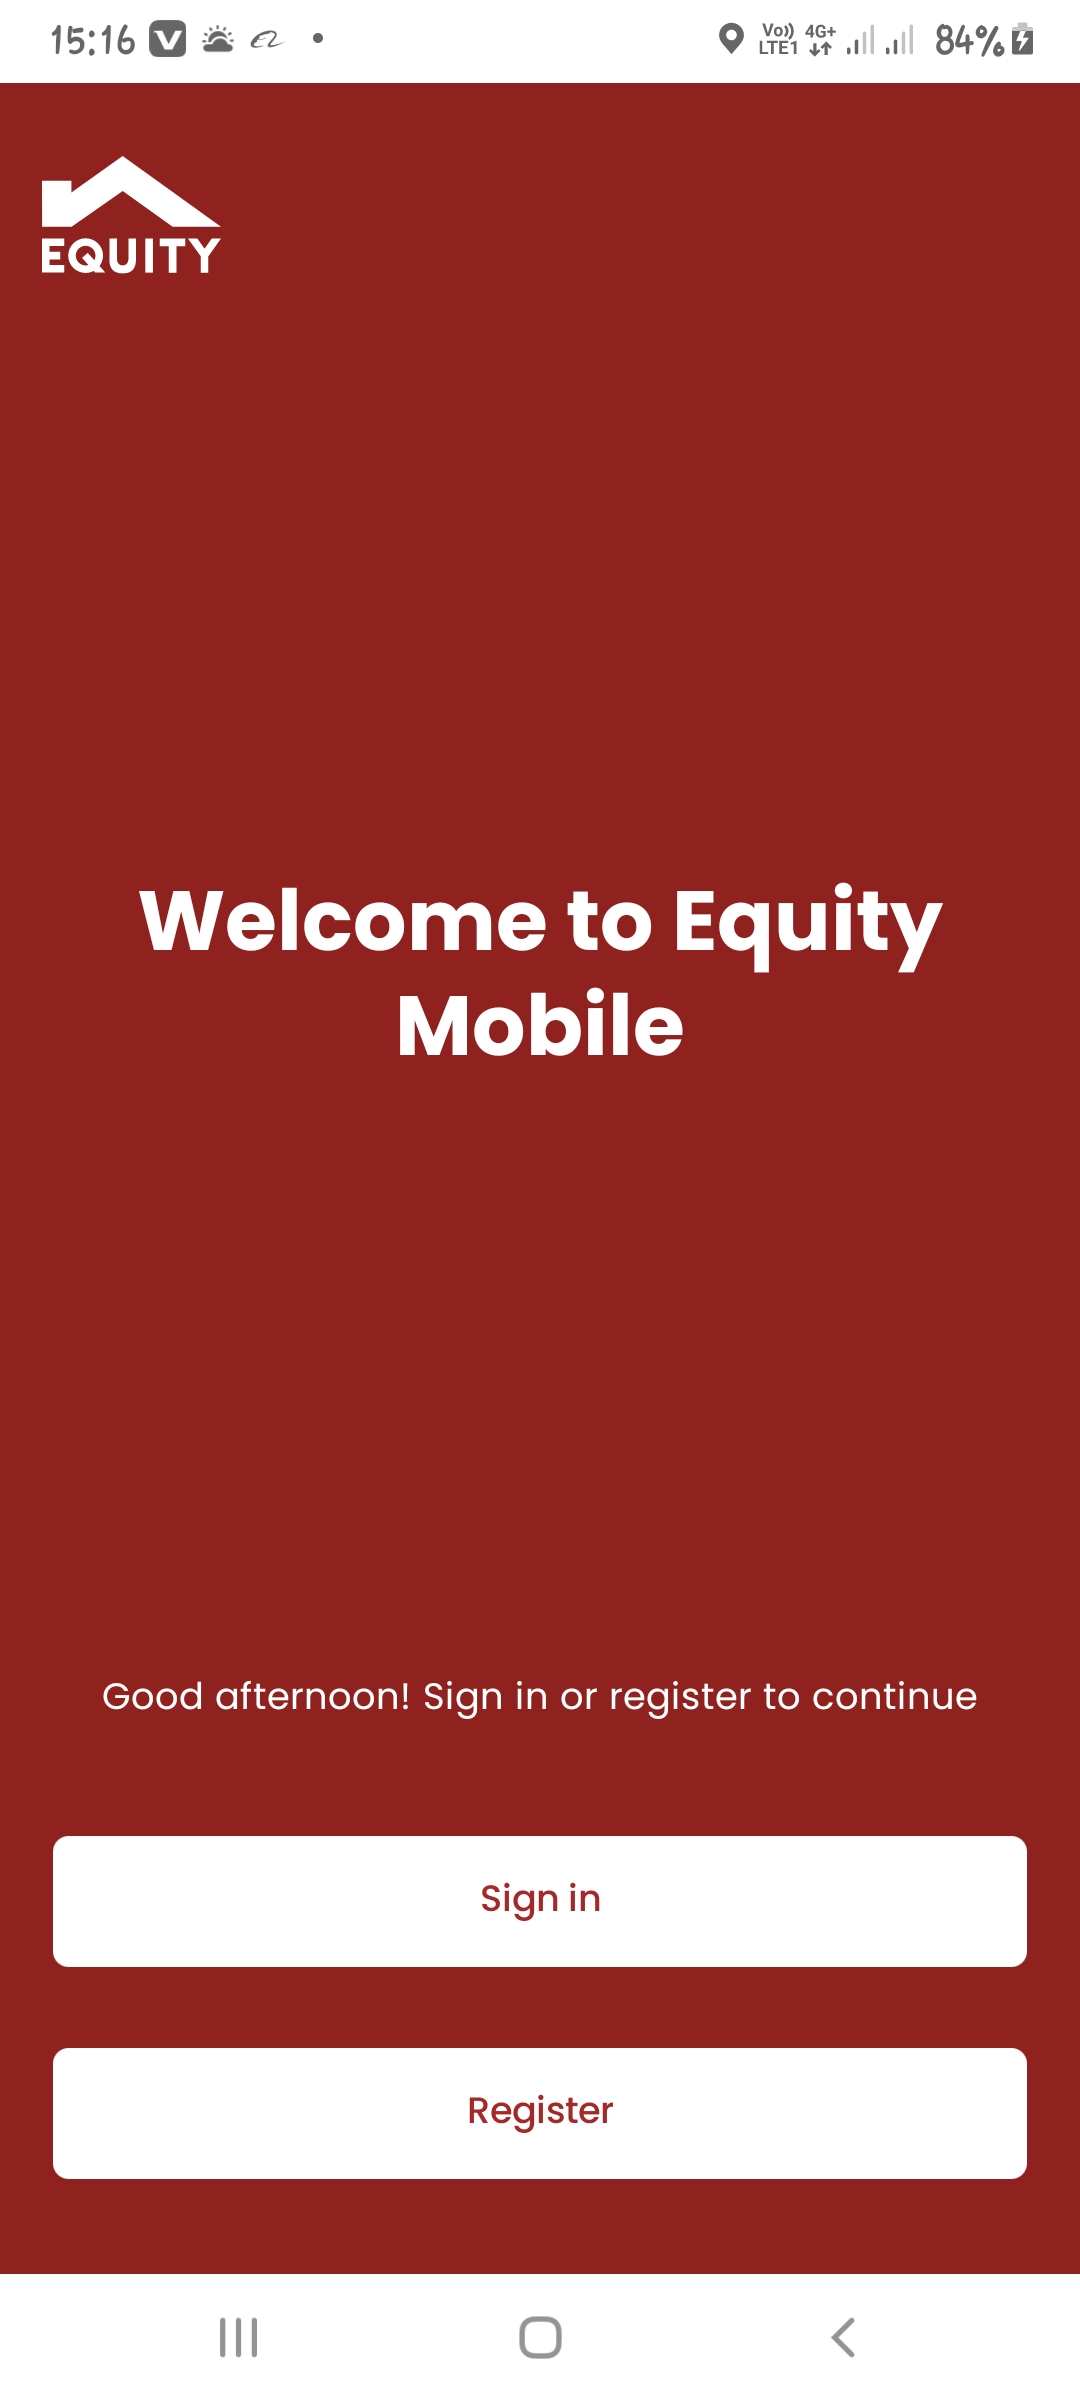 15:16
Vo)) 4G+ 84%
LTE1
EQUITY
Welcome to Equity
Mobile
Good afternoon! Sign in or register to continue
Sign in
Register